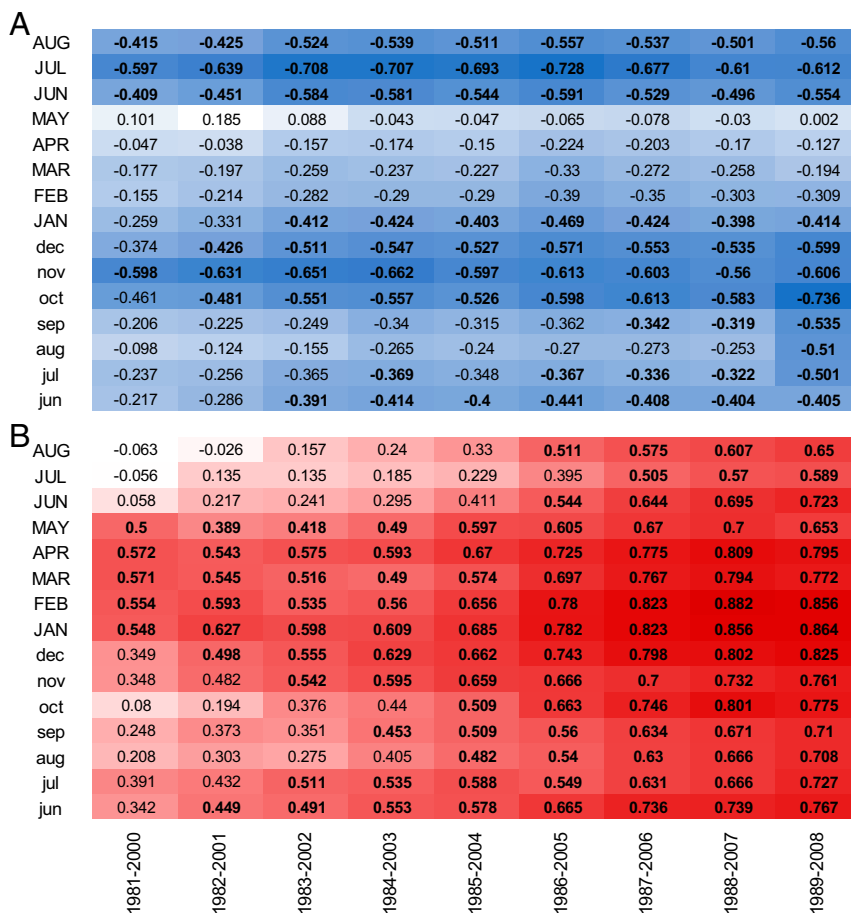 A
AUG -0.415 -0.425 -0.524 -0.539 -0.511 -0.557 -0.537 -0.501 -0.56
JUL -0.597 -0.639 -0.708 -0.707 -0.693 -0.728 -0.677 -0.61 -0.612
JUN -0.409 -0.451 -0.584 -0.581 -0.544 -0.591 -0.529 -0.496 -0.554
MAY 0.101 0.185 0.088 -0.043 -0.047 -0.065 -0.078 -0.03 0.002
APR -0.047 -0.038 -0.157 -0.174 -0.15 -0.224 -0.203 -0.17 -0.127
MAR -0.177 -0.197 -0.259 -0.237 -0.227 -0.33 -0.272 -0.258 -0.194
FEB -0.155 -0.214 -0.282 -0.29 -0.29 -0.39 -0.35 -0.303 -0.309
JAN -0.259 -0.331 -0.412 -0.424 -0.403 -0.469 -0.424 -0.398 -0.414
dec -0.374 -0.426 -0.511 -0.547 -0.527 -0.571 -0.553 -0.535 -0.599
nov -0.598 -0.631 -0.651 -0.662 -0.597 -0.613 -0.603 -0.56 -0.606
oct -0.461 -0.481 -0.551 -0.557 -0.526 -0.598 -0.613 -0.583 -0.736
sep -0.206 -0.225 -0.249 -0.34 -0.315 -0.362 -0.342 -0.319 -0.535
aug -0.098 -0.124 -0.155 -0.265 -0.24 -0.27 -0.273 -0.253 -0.51
jul -0.237 -0.256 -0.365 -0.369 -0.348 -0.367 -0.336 -0.322 -0.501
jun -0.217 -0.286 -0.391 -0.414 -0.4 -0.441 -0.408 -0.404 -0.405
B
AUG -0.063 -0.026 0.157 0.24 0.33 0.511 0.575 0.607 0.65
JUL -0.056 0.135 0.135 0.185 0.229 0.395 0.505 0.57 0.589
JUN 0.058 0.217 0.241 0.295 0.411 0.544 0.644 0.695 0.723
MAY 0.5 0.389 0.418 0.49 0.597 0.605 0.67 0.7 0.653
APR 0.572 0.543 0.575 0.593 0.67 0.725 0.775 0.809 0.795
MAR 0.571 0.545 0.516 0.49 0.574 0.697 0.767 0.794 0.772
FEB 0.554 0.593 0.535 0.56 0.656 0.78 0.823 0.882 0.856
JAN 0.548 0.627 0.598 0.609 0.685 0.782 0.823 0.856 0.864
dec 0.349 0.498 0.555 0.629 0.662 0.743 0.798 0.802 0.825
nov 0.348 0.482 0.542 0.595 0.659 0.666 0.7 0.732 0.761
oct 0.08 0.194 0.376 0.44 0.509 0.663 0.746 0.801 0.775
sep 0.248 0.373 0.351 0.453 0.509 0.56 0.634 0.671 0.71
aug 0.208 0.303 0.275 0.405 0.482 0.54 0.63 0.666 0.708
jul 0.391 0.432 0.511 0.535 0.588 0.549 0.631 0.666 0.727
jun 0.342 0.449 0.491 0.553 0.578 0.665 0.736 0.739 0.767
1981-2000 1982-2001 1983-2002 1984-2003 1985-2004 1986-2005 1987-2006 1988-2007 1989-2008